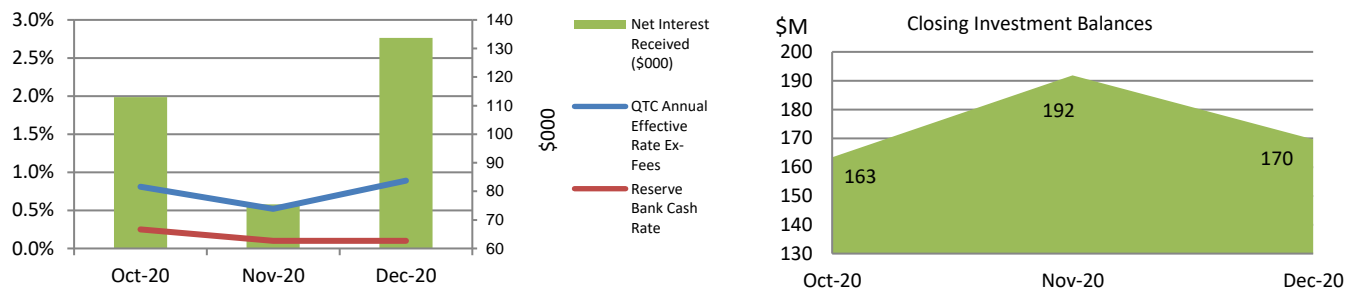 3.0%
2.5%
2.0%
1.5%
1.0%
0.5%
0.0%
140
130
120
110
100
90
80
70
60
$000
Oct-20 Nov-20 Dec-20
Net Interest
Received
($000)
QTC Annual
Effective
Rate Ex-
Fees
Reserve
Bank Cash
Rate
Closing Investment Balances
$M
200
190
180
170
160
150
140
130
163
192
170
Oct-20 Nov-20 Dec-20